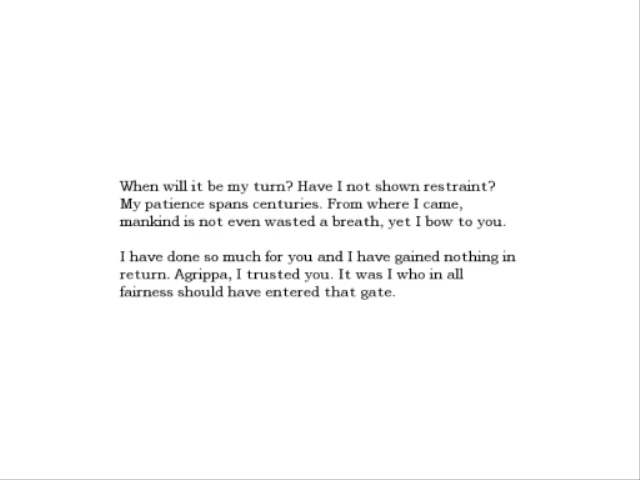 When will it be my turn? Have I not shown restraint?
My patience spans centuries. From where I came,
mankind is not even wasted a breath, yet I bow to you.
I have done so much for you and I have gained nothing in
return. Agrippa, I trusted you. It was I who in all
fairness should have entered that gate.